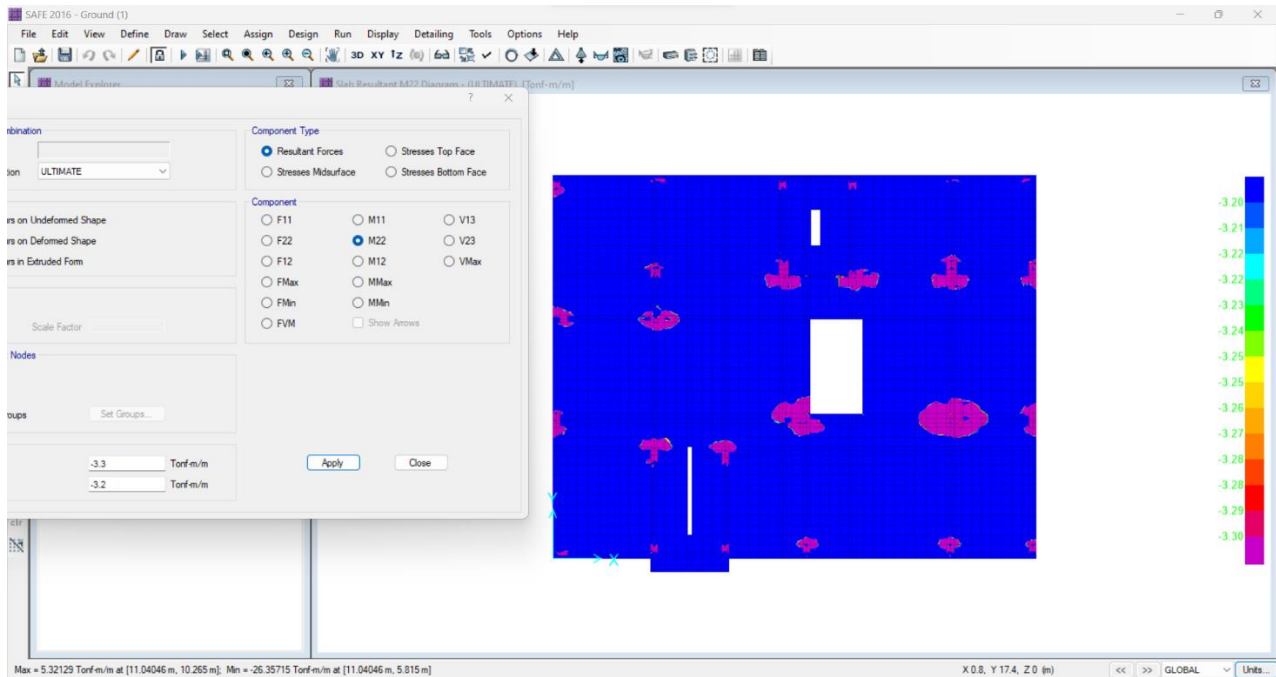 SAFE 2016 - Ground (1)
File Edit View Define Draw Select Assign Design Run Display Detailing Tools Options Help
3D XY
Model Explorer
Slab Resultant M22 Diagram - (ULTIMATE) [Tonf-m/m]
? ×
mbination
tion ULTIMATE
Component Type
Resultant Forces Stresses Top Face
Stresses Midsurface Stresses Bottom Face
urs on Undeformed Shape
urs on Deformed Shape
urs in Extruded Form
Component
F11 M11 V13
F22 M22 V23
F12 M12 VMax
FMax MMax
FMin MMin
FVM Show Arrows
Scale Factor
Nodes
oups Set Groups...
-3.3 Tonf-m/m
-3.2 Tonf-m/m
Apply Close
clr
-3.20
-3.21
-3.22
-3.22
-3.23
-3.24
-3.25
-3.25
-3.26
-3.27
-3.28
-3.28
-3.29
-3.30
Y
X
Max = 5.32129 Tonf-m/m at [11.04046 m, 10.265 m]; Min = -26.35715 Tonf-m/m at [11.04046 m, 5.815 m]
X 0.8, Y 17.4, Z 0 (m) << >> GLOBAL Units...